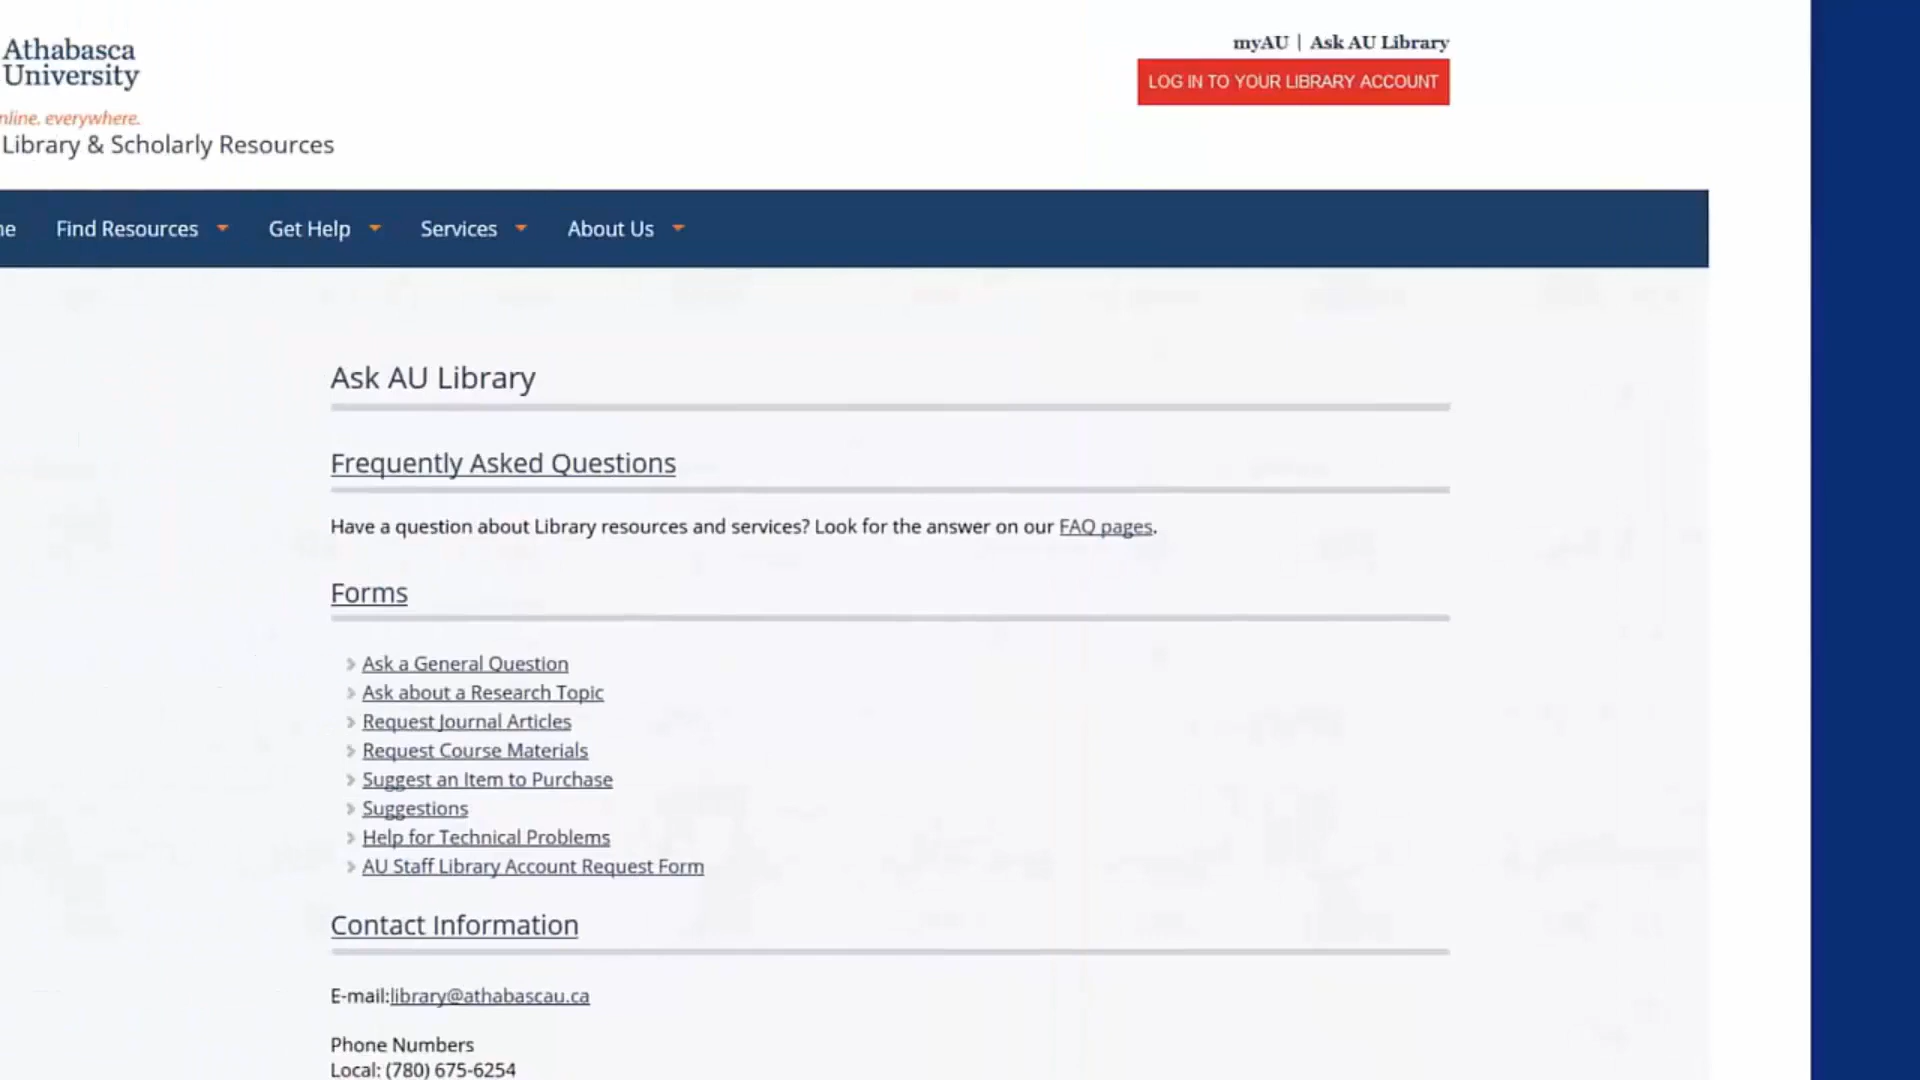 Athabasca
University
nline. everywhere.
Library & Scholarly Resources
myAU | Ask AU Library
LOG IN TO YOUR LIBRARY ACCOUNT
ne Find Resources Get Help Services About Us
Ask AU Library
Frequently Asked Questions
Have a question about Library resources and services? Look for the answer on our FAQ pages.
Forms
Ask a General Question
Ask about a Research Topic
Request Journal Articles
Request Course Materials
Suggest an Item to Purchase
Suggestions
Help for Technical Problems
AU Staff Library Account Request Form
Contact Information
E-mail:library@athabascau.ca
Phone Numbers
Local: (780) 675-6254